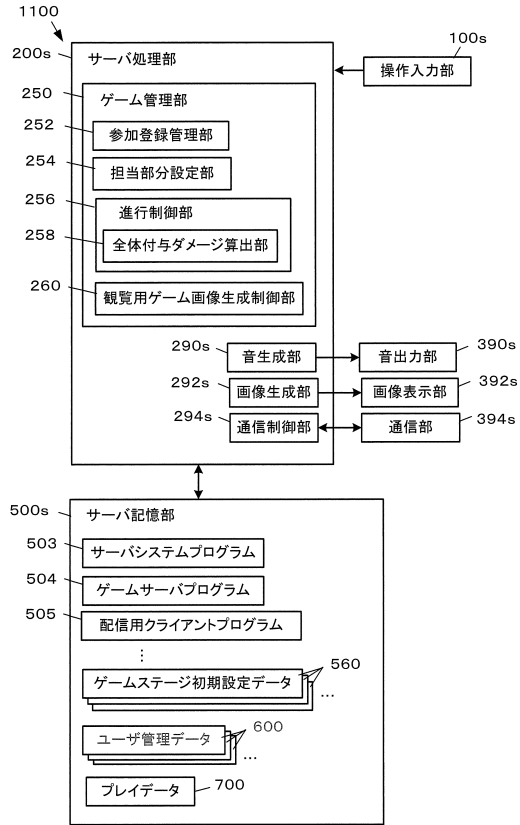 1100
200s
サーバ処理部
100s
操作入力部
250
ゲーム管理部
252
参加登録管理部
254
担当部分設定部
256
進行制御部
258
全体付与ダメージ算出部
260
観覧用ゲーム画像生成制御部
290s
音生成部
音出力部
390s
292s
画像生成部
画像表示部
392s
294s
通信制御部
通信部
394s
500s
サーバ記憶部
503
サーバシステムプログラム
504
ゲームサーバプログラム
505
配信用クライアントプログラム
⋮
ゲームステージ初期設定データ
560
…
ユーザ管理データ
600
…
プレイデータ
700